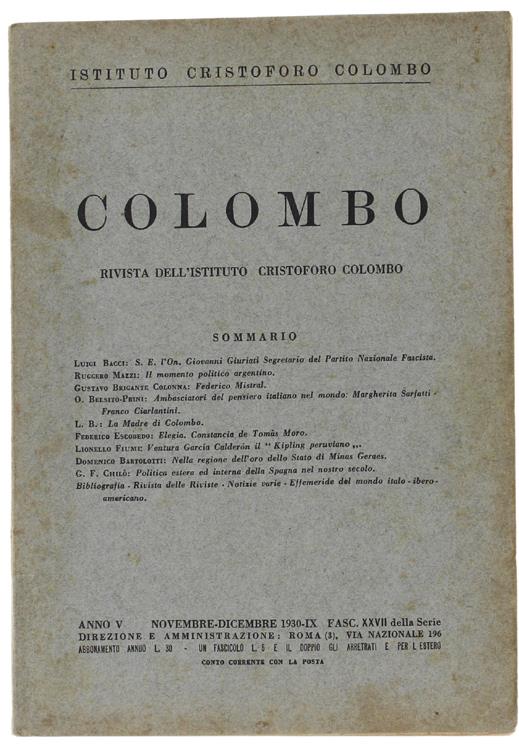 ISTITUTO CRISTOFORO COLOMBO
COLOMBO
RIVISTA DELL'ISTITUTO CRISTOFORO COLOMBO
SOMMARIO
LUIGI BACCI: S. E. l'On. Giovanni Giuriati Segretario del Partito Nazionale Fascista.
RUGGERO MAZZI: Il momento politico argentino.
GUSTAVO BRIGANTE COLONNA: Federico Mistral.
O. BELSITO-PRINI: Ambasciatori del pensiero italiano nel mondo: Margherita Sarfatti -
Franco Ciarlantini.
L. B.: La Madre di Colombo.
FEDERICO ESCOBEDO: Elegia. Constancia de Tomàs Moro.
LIONELLO FIUMI: Ventura Garcia Calderón il "Kipling peruviano„.
DOMENICO BARTOLOTTI: Nella regione dell'oro dello Stato di Minas Geraes.
G. F. CHILÒ: Politica estera ed interna della Spagna nel nostro secolo.
Bibliografia - Rivista delle Riviste - Notizie varie - Effemeride del mondo italo-ibero-
americano.
ANNO V NOVEMBRE-DICEMBRE 1930-IX FASC. XXVII della Serie
DIREZIONE E AMMINISTRAZIONE: ROMA (3), VIA NAZIONALE 196
ABBONAMENTO ANNUO L. 30 - UN FASCICOLO L. 5 E IL DOPPIO GLI ARRETRATI E PER L'ESTERO
CONTO CORRENTE CON LA POSTA